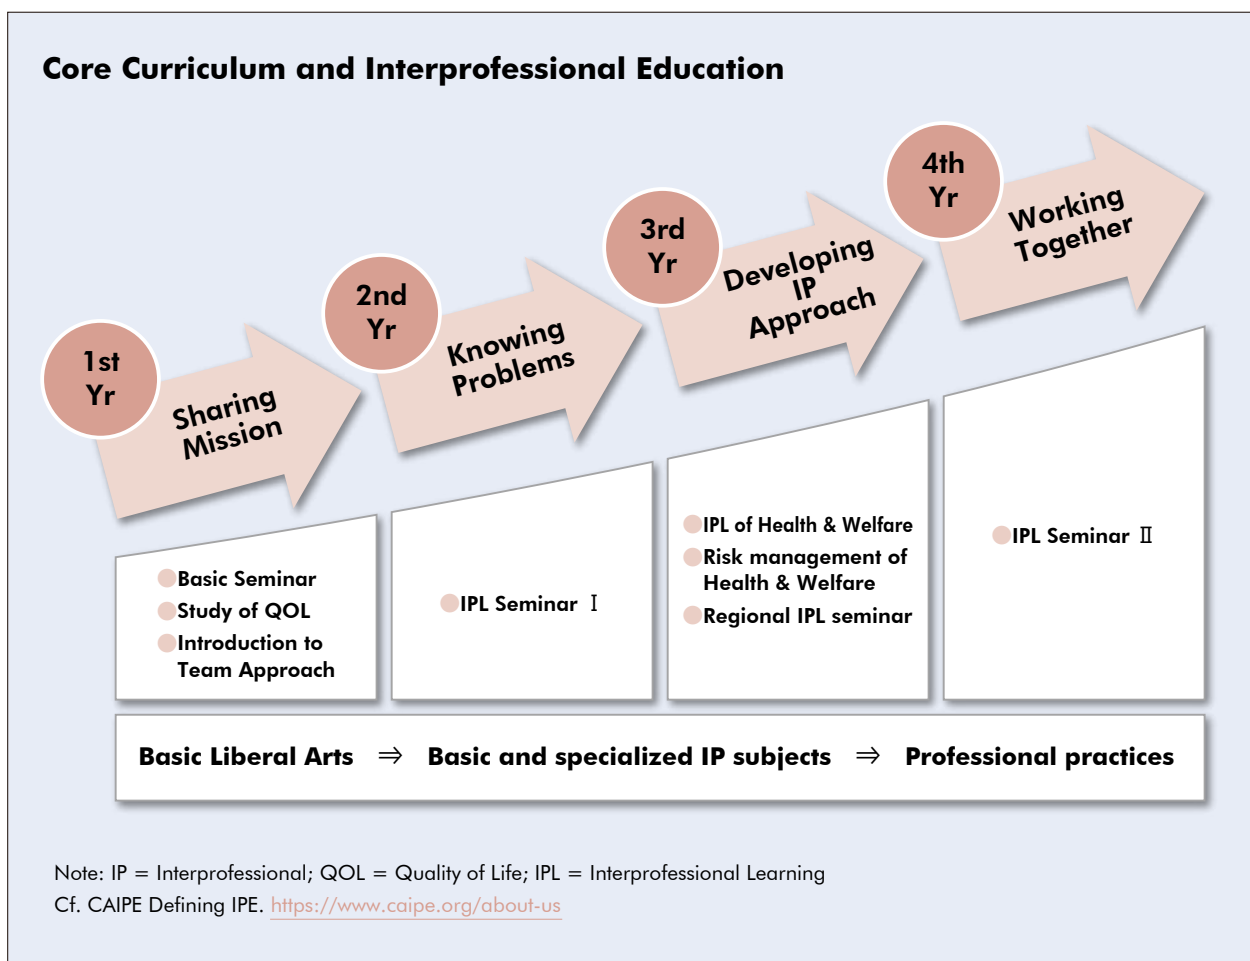 Core Curriculum and Interprofessional Education
1st
Yr
Sharing
Mission
2nd
Yr
Knowing
Problems
3rd
Yr
Developing
IP
Approach
4th
Yr
Working
Together
Basic Seminar
Study of QOL
Introduction to
Team Approach
IPL Seminar Ⅰ
IPL of Health & Welfare
Risk management of
Health & Welfare
Regional IPL seminar
IPL Seminar Ⅱ
Basic Liberal Arts ⇒ Basic and specialized IP subjects ⇒ Professional practices
Note: IP = Interprofessional; QOL = Quality of Life; IPL = Interprofessional Learning
Cf. CAIPE Defining IPE. https://www.caipe.org/about-us